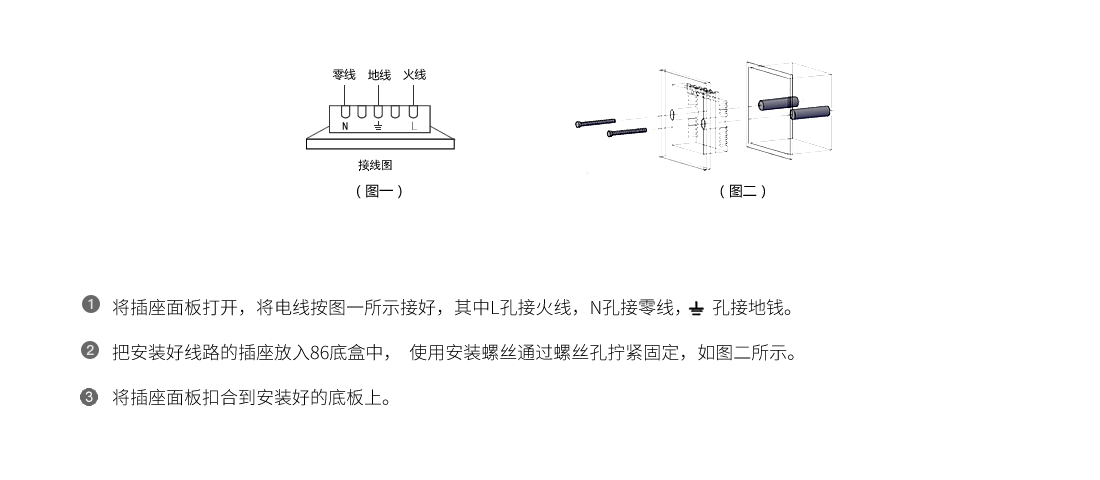 零线 地线 火线
N ⏚ L
接线图
（图一）
（图二）
1 将插座面板打开，将电线按图一所示接好，其中L孔接火线，N孔接零线，⏚ 孔接地钱。
2 把安装好线路的插座放入86底盒中， 使用安装螺丝通过螺丝孔拧紧固定，如图二所示。
3 将插座面板扣合到安装好的底板上。